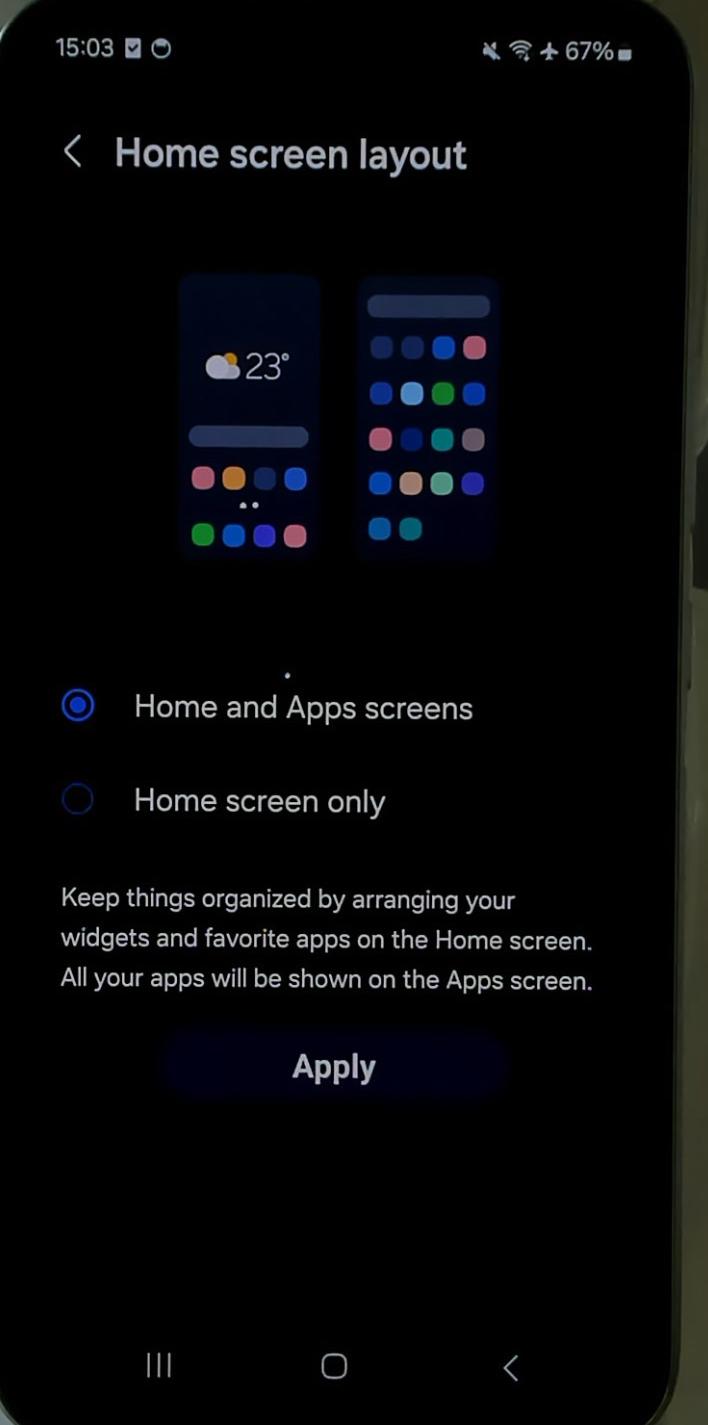 15:03
67%
Home screen layout
23°
Home and Apps screens
Home screen only
Keep things organized by arranging your
widgets and favorite apps on the Home screen.
All your apps will be shown on the Apps screen.
Apply